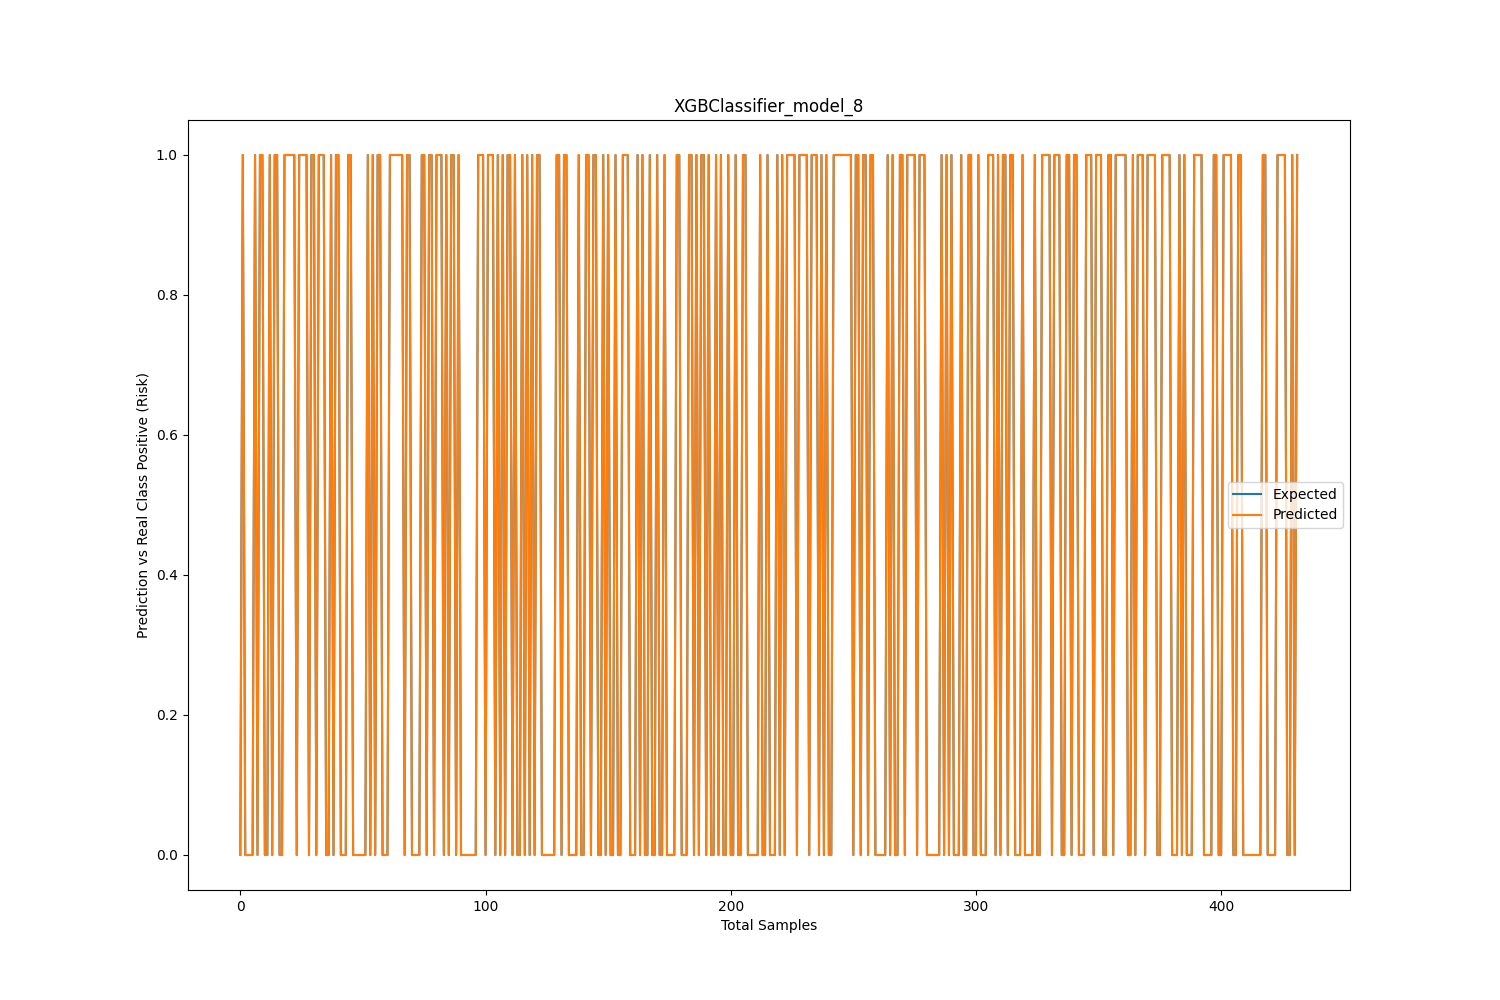 XGBClassifier_model_8
1.0
0.8
0.6
0.4
0.2
0.0
Prediction vs Real Class Positive (Risk)
Expected
Predicted
0
100
200
300
400
Total Samples